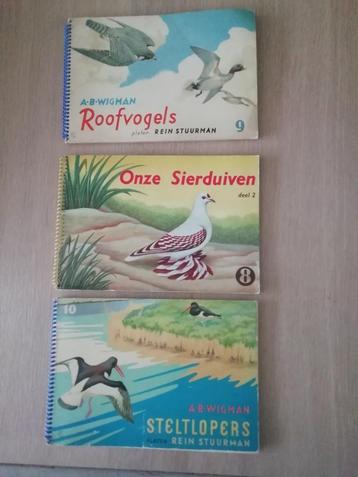 A·B·WIGMAN
Roofvogels
platen REIN STUURMAN
9
Onze Sierduiven
deel 2
8
10
A·B·WIGMAN
STELTLOPERS
PLATEN REIN STUURMAN